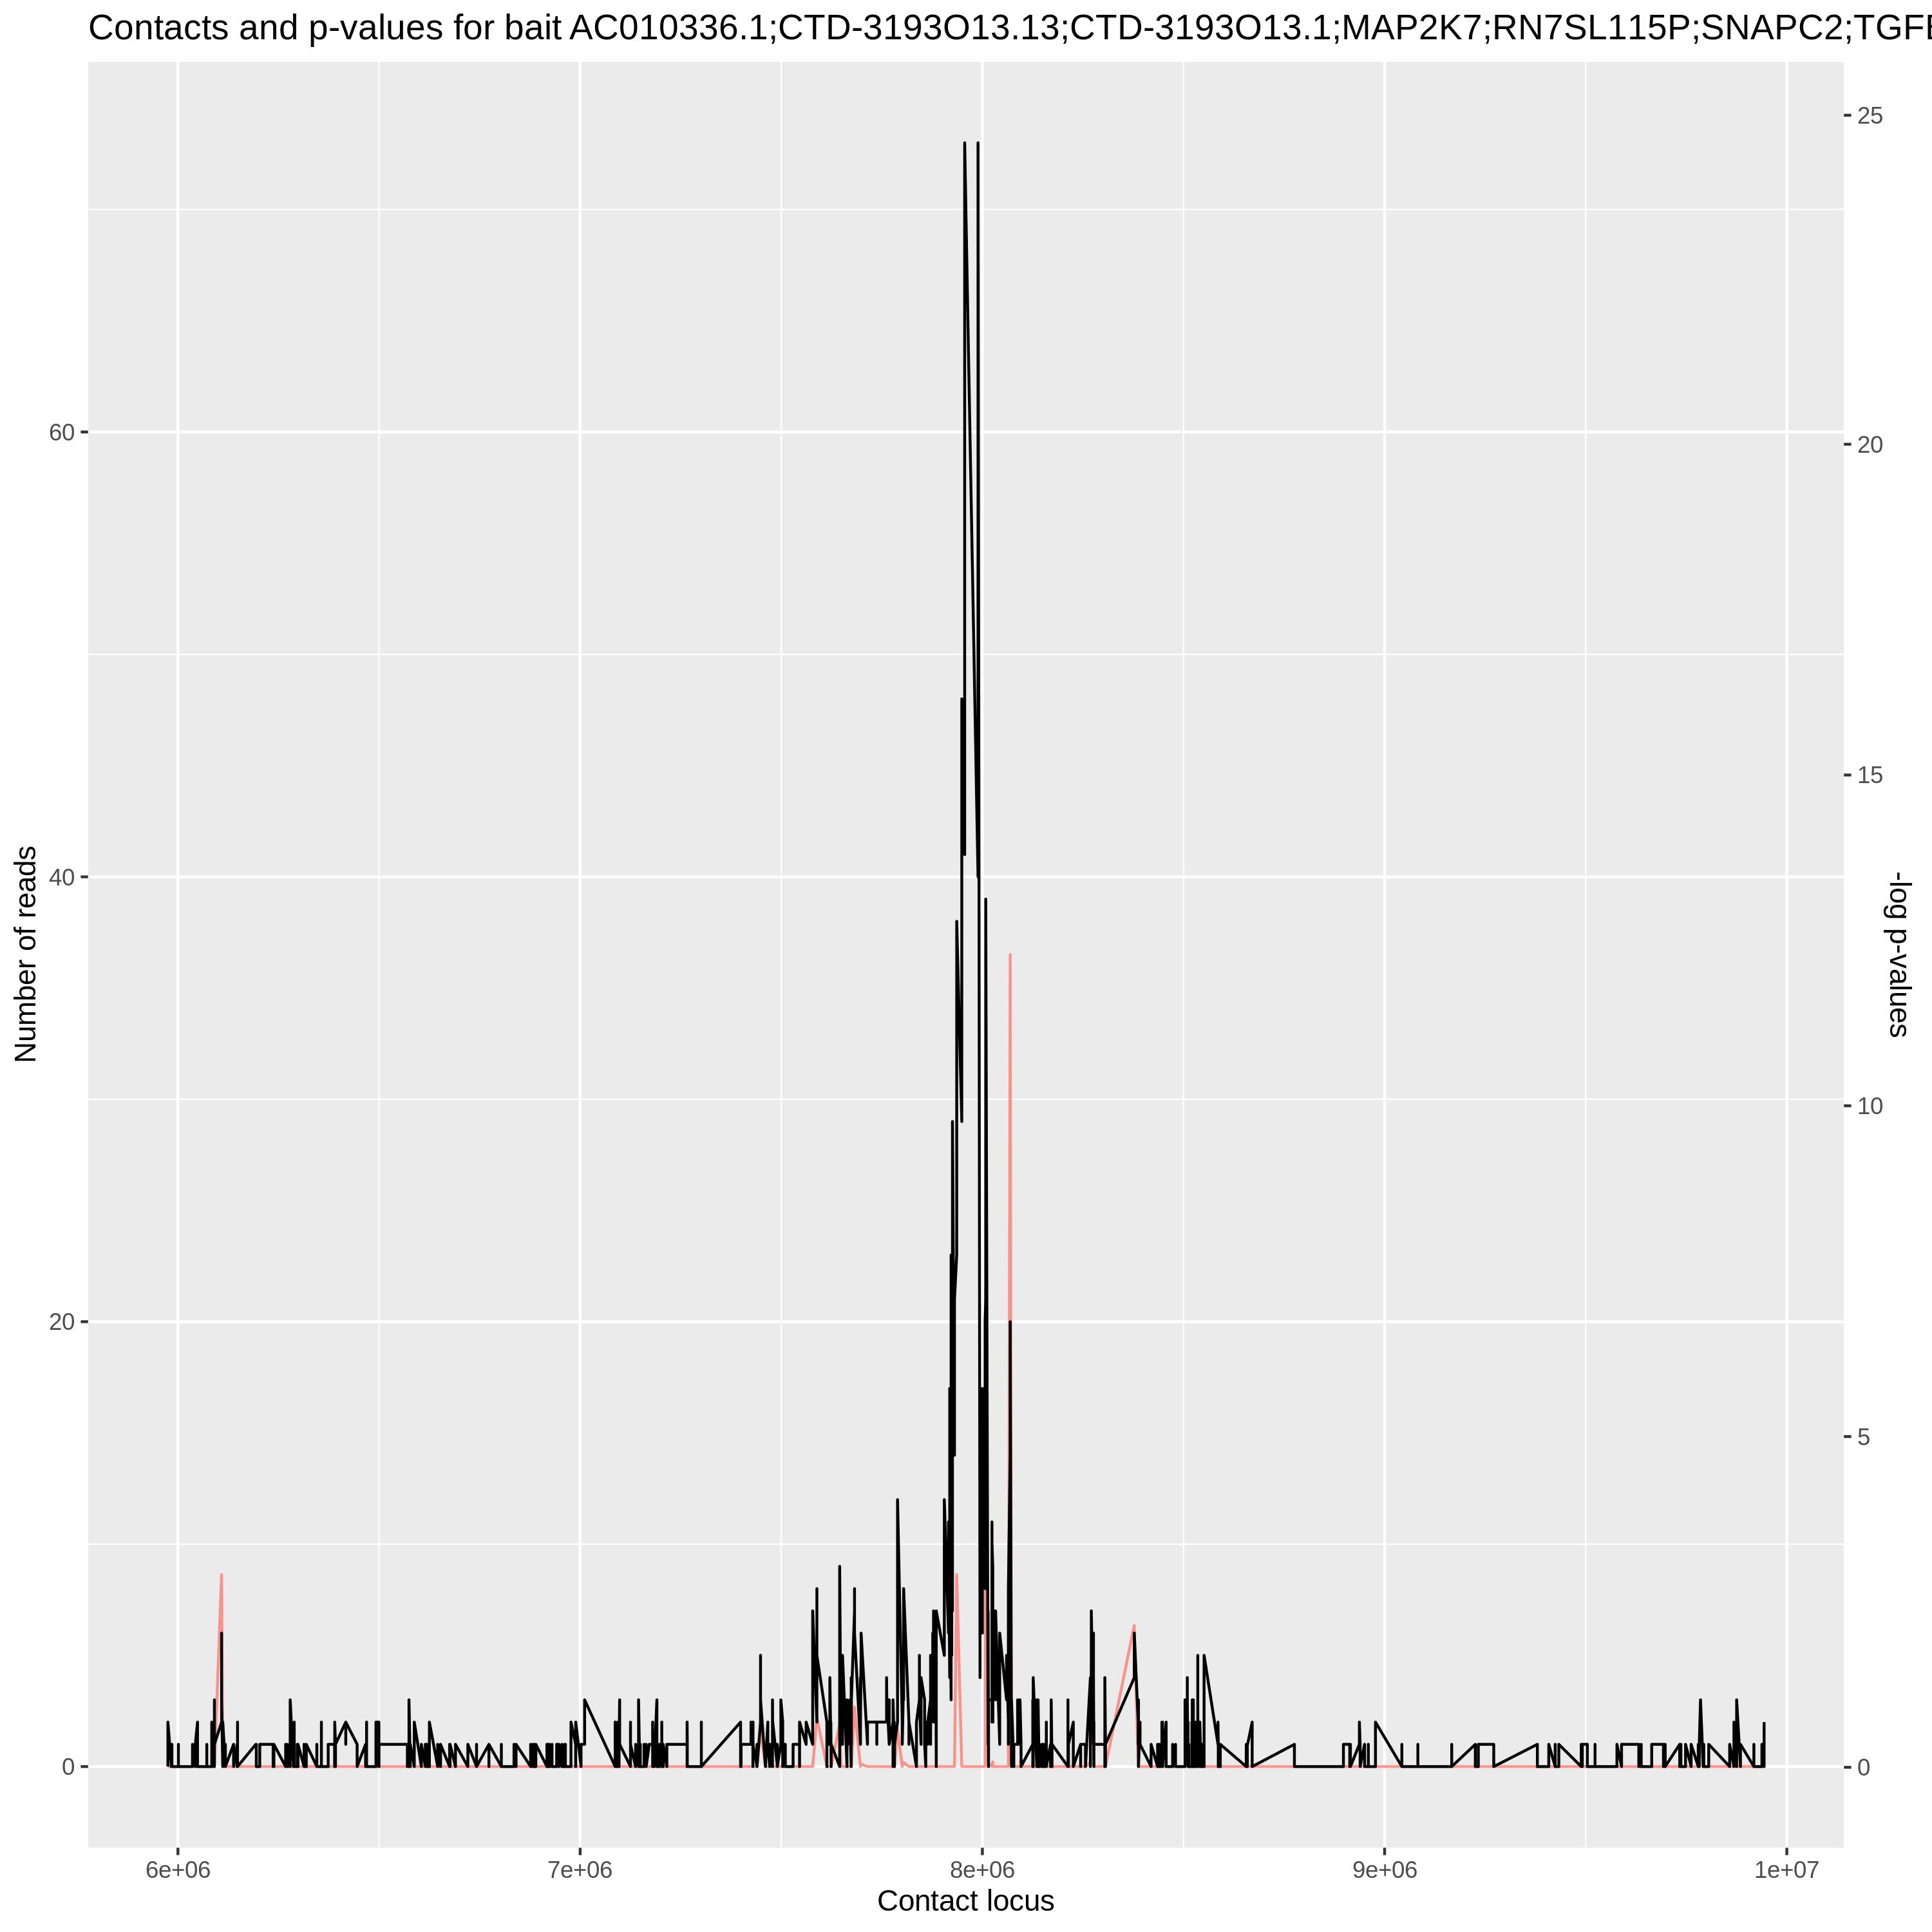 Contacts and p-values for bait AC010336.1;CTD-3193O13.13;CTD-3193O13.1;MAP2K7;RN7SL115P;SNAPC2;
25
20
15
10
5
0
60
40
20
0
Number of reads
-log p-values
6e+06
7e+06
8e+06
9e+06
1e+07
Contact locus